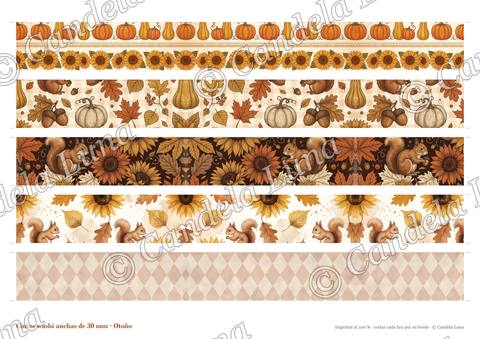 © Candela Luna
Cintas washi anchas de 30 mm · Otoño
Imprimir al 100 % · cortar cada tira por su borde · © Candela Luna